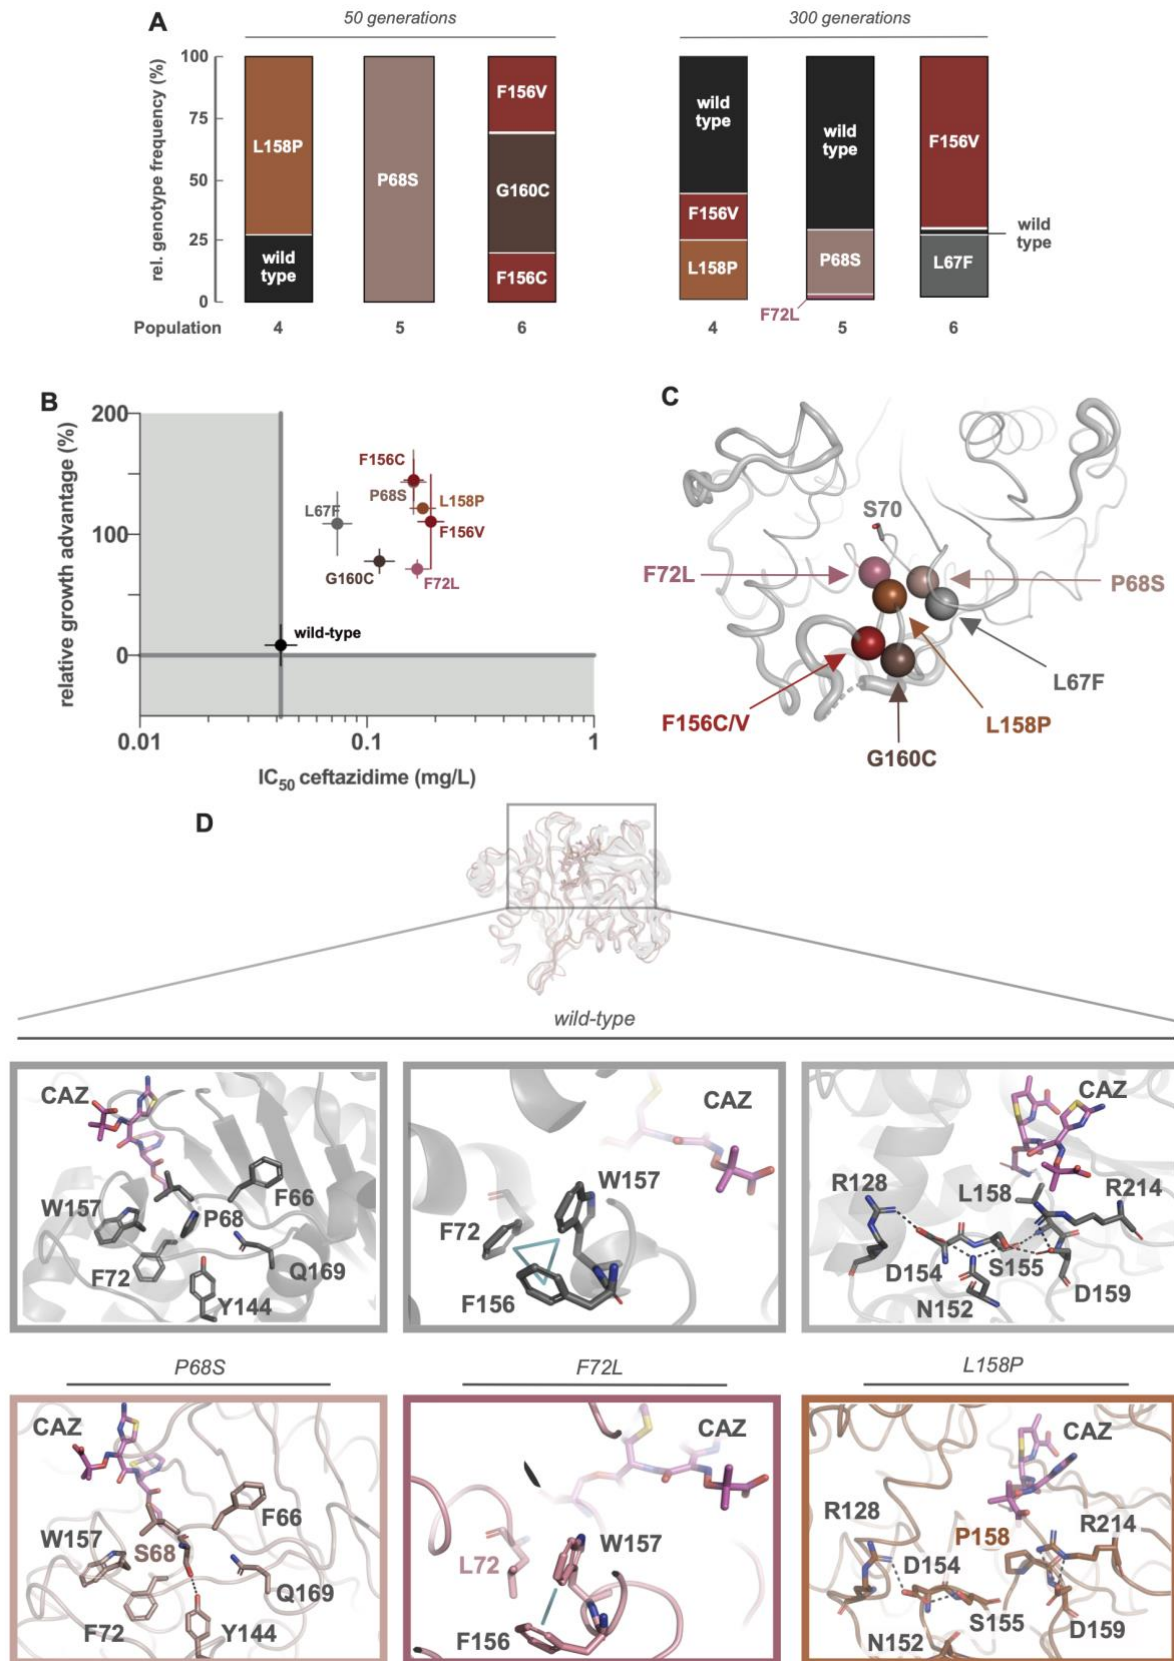 A
50 generations
300 generations
rel. genotype frequency (%)
100
75
50
25
0
L158P
wild
type
P68S
F156V
G160C
F156C
wild
type
F156V
L158P
wild
type
P68S
F72L
F156V
wild
type
L67F
Population
4
5
6
4
5
6
B
relative growth advantage (%)
200
100
0
F156C
P68S
L158P
L67F
F156V
G160C
F72L
wild-type
0.01
0.1
1
IC50 ceftazidime (mg/L)
C
S70
F72L
P68S
L67F
F156C/V
L158P
G160C
D
wild-type
CAZ
W157
P68
F66
F72
Q169
Y144
CAZ
W157
F72
F156
CAZ
R128
L158
R214
D154
S155
N152
D159
P68S
F72L
L158P
CAZ
F66
W157
S68
Q169
F72
Y144
CAZ
W157
L72
F156
CAZ
R128
P158
R214
D154
S155
N152
D159